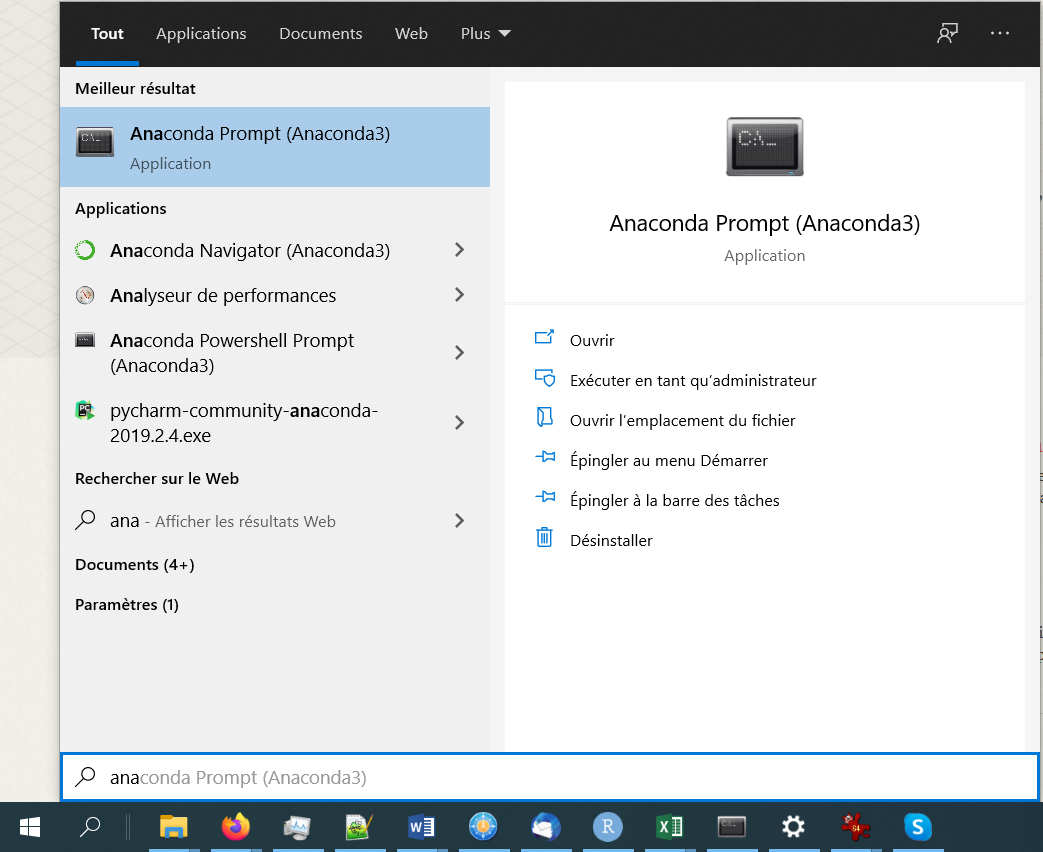 Tout Applications Documents Web Plus
Meilleur résultat
Anaconda Prompt (Anaconda3)
Application
Applications
Anaconda Navigator (Anaconda3)
Analyseur de performances
Anaconda Powershell Prompt
(Anaconda3)
pycharm-community-anaconda-
2019.2.4.exe
Rechercher sur le Web
ana - Afficher les résultats Web
Documents (4+)
Paramètres (1)
C:\_
Anaconda Prompt (Anaconda3)
Application
Ouvrir
Exécuter en tant qu’administrateur
Ouvrir l’emplacement du fichier
Épingler au menu Démarrer
Épingler à la barre des tâches
Désinstaller
anaconda Prompt (Anaconda3)